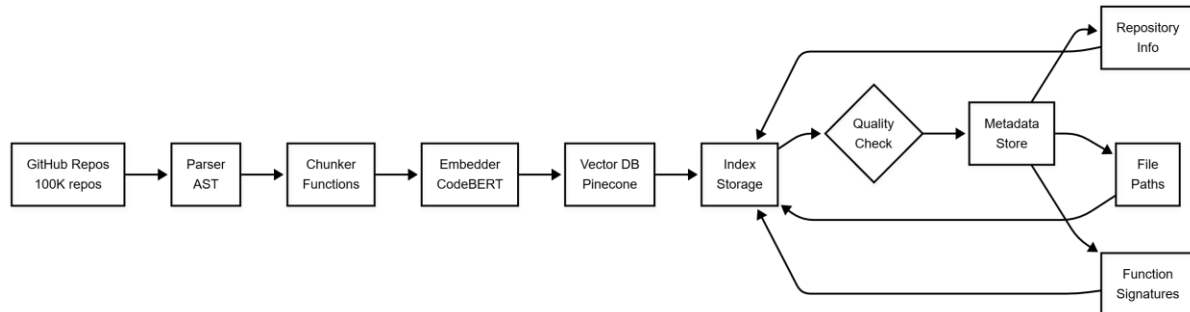 GitHub Repos
100K repos
Parser
AST
Chunker
Functions
Embedder
CodeBERT
Vector DB
Pinecone
Index
Storage
Quality
Check
Metadata
Store
Repository
Info
File
Paths
Function
Signatures